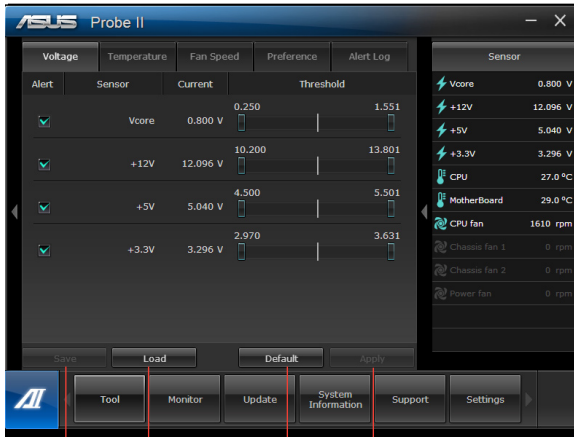 ASUS Probe II
Voltage Temperature Fan Speed Preference Alert Log
Alert Sensor Current Threshold
Vcore 0.800 V 0.250 1.551
+12V 12.096 V 10.200 13.801
+5V 5.040 V 4.500 5.501
+3.3V 3.296 V 2.970 3.631
Save Load Default Apply
Sensor
Vcore 0.800 V
+12V 12.096 V
+5V 5.040 V
+3.3V 3.296 V
CPU 27.0 ºC
MotherBoard 29.0 ºC
CPU fan 1610 rpm
Chassis fan 1 0 rpm
Chassis fan 2 0 rpm
Power fan 0 rpm
AI Tool Monitor Update System Information Support Settings